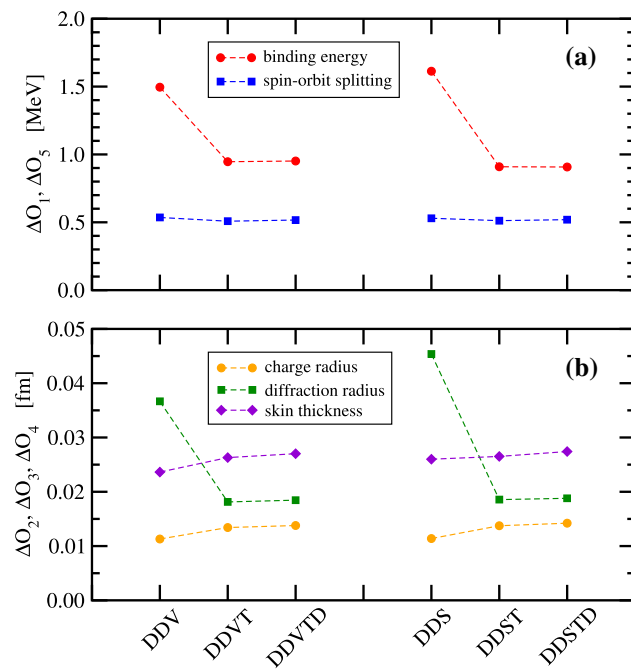 2.0
1.5
1.0
0.5
0.0
ΔO₁, ΔO₅ [MeV]
binding energy
spin-orbit splitting
(a)
0.05
0.04
0.03
0.02
0.01
0.00
ΔO₂, ΔO₃, ΔO₄ [fm]
charge radius
diffraction radius
skin thickness
(b)
DDV
DDVT
DDVTD
DDS
DDST
DDSTD